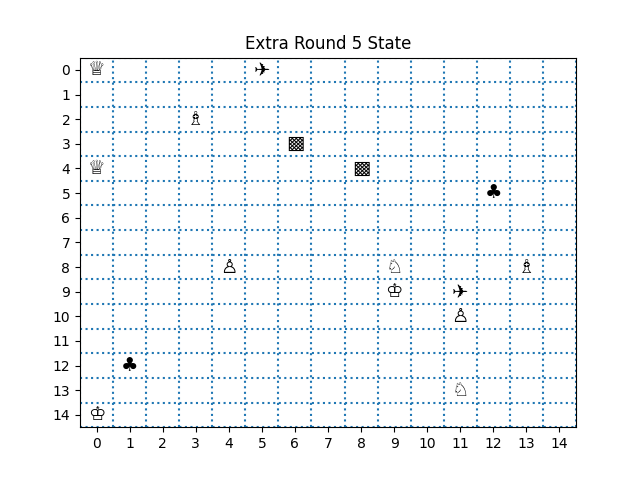 Extra Round 5 State
0 ♕ ✈
1
2 ♗
3 ▩
4 ♕ ▩
5 ♣
6
7
8 ♙ ♘ ♗
9 ♔ ✈
10 ♙
11
12 ♣
13 ♘
14 ♔
0 1 2 3 4 5 6 7 8 9 10 11 12 13 14